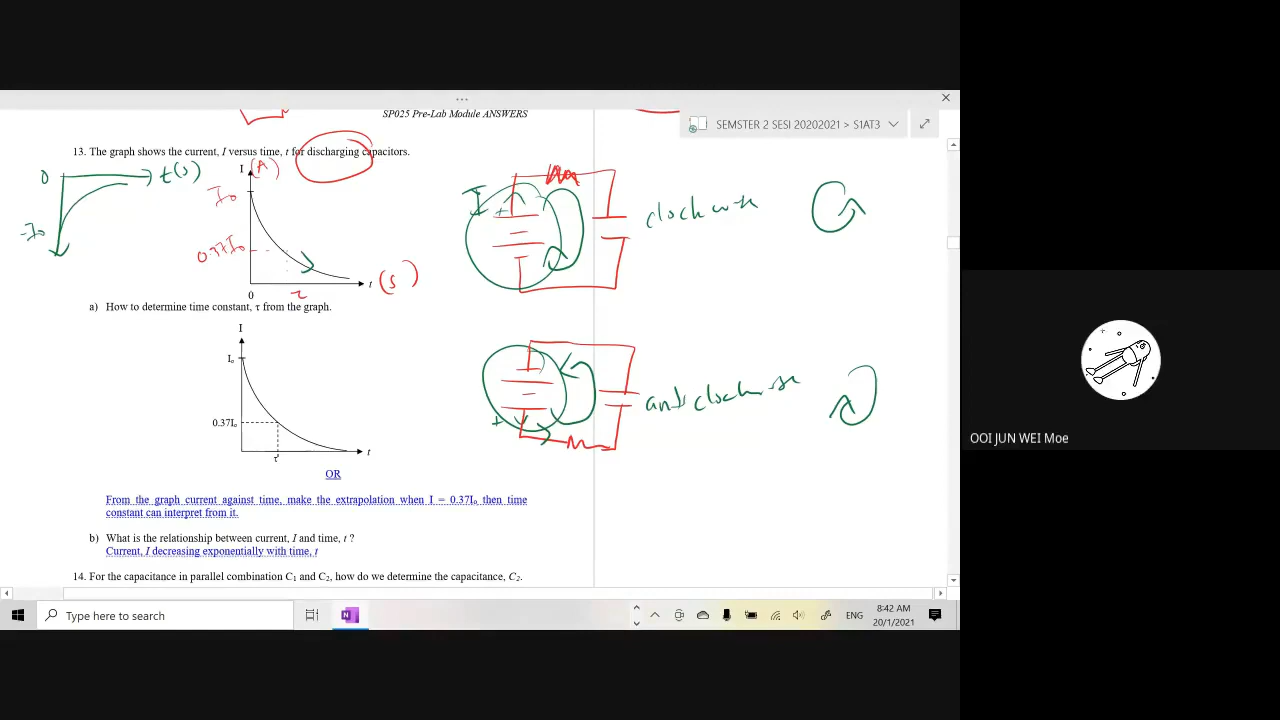 SP025 Pre-Lab Module ANSWERS
SEMSTER 2 SESI 20202021 > S1AT3
13. The graph shows the current, I versus time, t for discharging capacitors.
0
t(s)
-I₀
I (A)
I₀
0.37I₀
0
τ
t (s)
I
+
clockwise
a) How to determine time constant, τ from the graph.
I
Iₒ
0.37Iₒ
τ
t
+
anticlockwise
OR
From the graph current against time, make the extrapolation when I = 0.37Iₒ then time
constant can interpret from it.
b) What is the relationship between current, I and time, t ?
Current, I decreasing exponentially with time, t
14. For the capacitance in parallel combination C₁ and C₂, how do we determine the capacitance, C₂.
OOI JUN WEI Moe
Type here to search
ENG
8:42 AM
20/1/2021